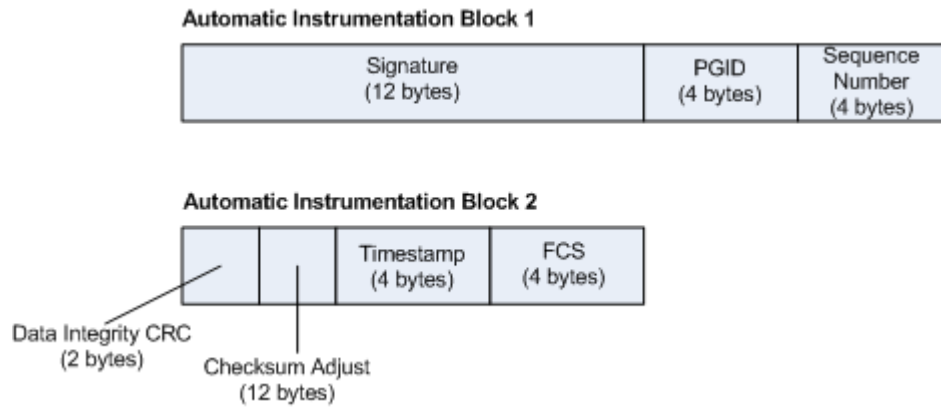 Automatic Instrumentation Block 1
Signature
(12 bytes)
PGID
(4 bytes)
Sequence
Number
(4 bytes)
Automatic Instrumentation Block 2
Timestamp
(4 bytes)
FCS
(4 bytes)
Data Integrity CRC
(2 bytes)
Checksum Adjust
(12 bytes)